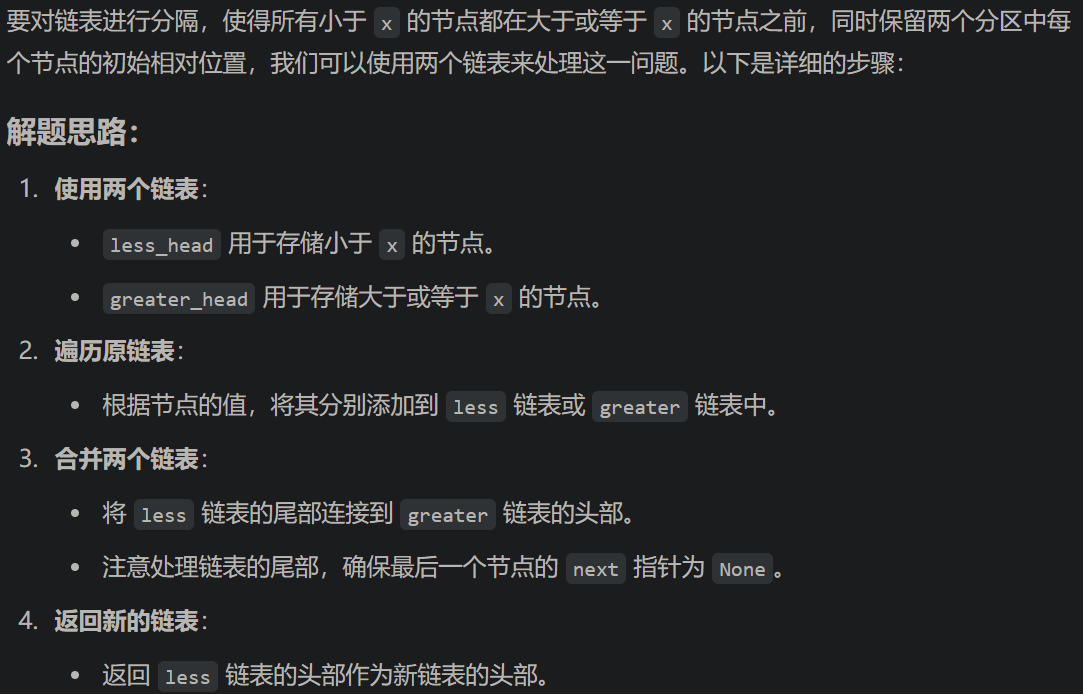 要对链表进行分隔，使得所有小于 x 的节点都在大于或等于 x 的节点之前，同时保留两个分区中每
个节点的初始相对位置，我们可以使用两个链表来处理这一问题。以下是详细的步骤：
解题思路：
1. 使用两个链表：
• less_head 用于存储小于 x 的节点。
• greater_head 用于存储大于或等于 x 的节点。
2. 遍历原链表：
• 根据节点的值，将其分别添加到 less 链表或 greater 链表中。
3. 合并两个链表：
• 将 less 链表的尾部连接到 greater 链表的头部。
• 注意处理链表的尾部，确保最后一个节点的 next 指针为 None 。
4. 返回新的链表：
• 返回 less 链表的头部作为新链表的头部。